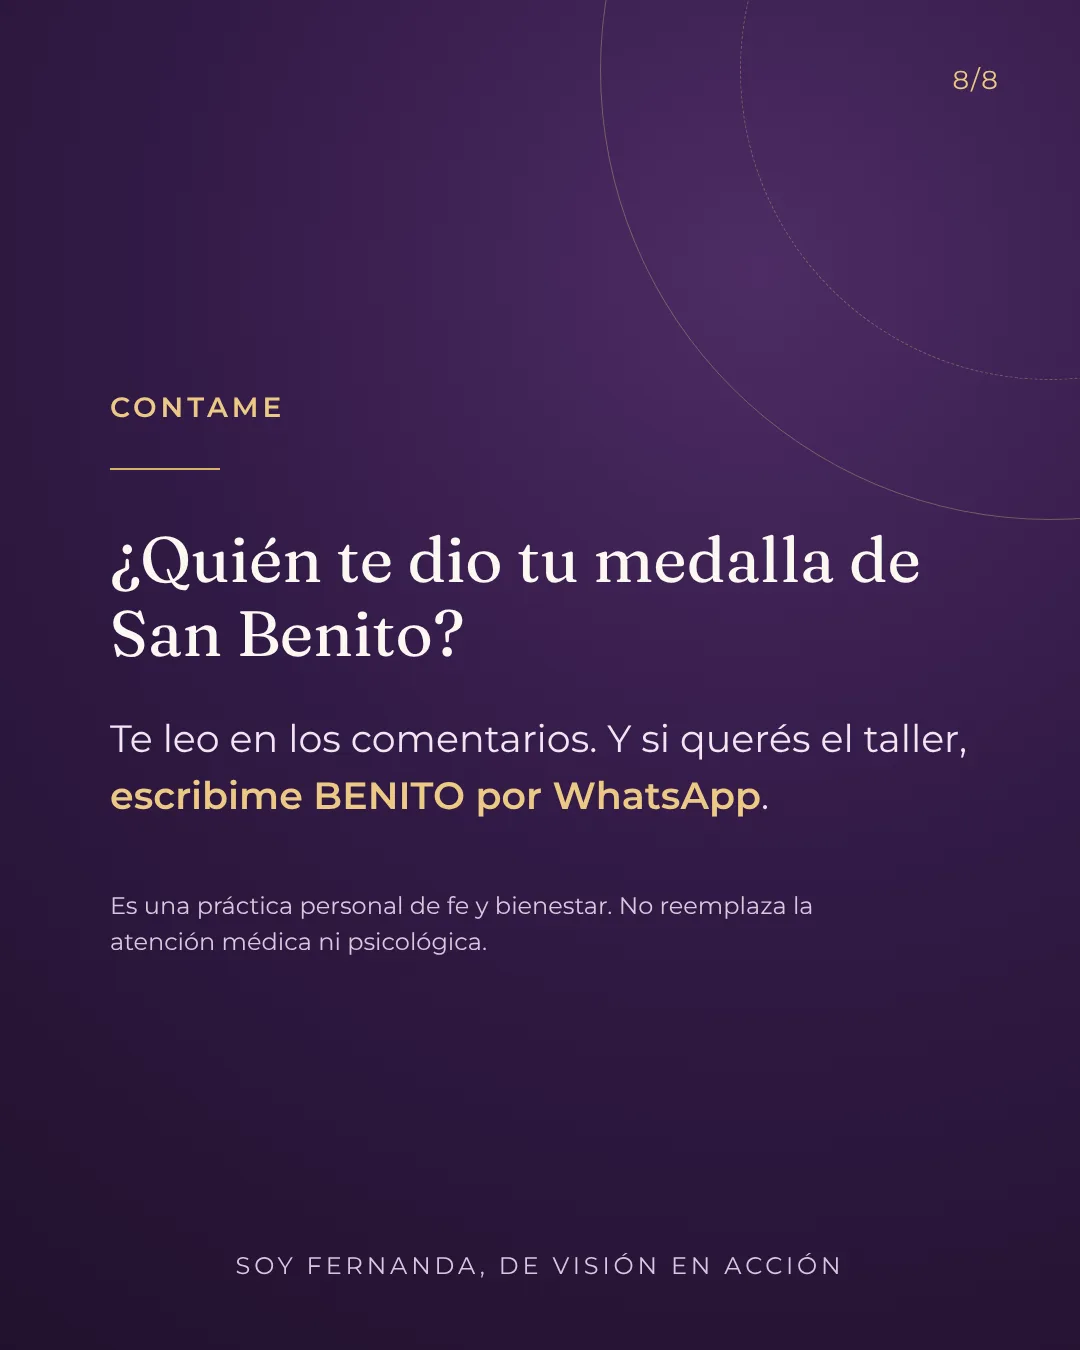 8/8
CONTAME
¿Quién te dio tu medalla de
San Benito?
Te leo en los comentarios. Y si querés el taller,
escribime BENITO por WhatsApp.
Es una práctica personal de fe y bienestar. No reemplaza la
atención médica ni psicológica.
SOY FERNANDA, DE VISIÓN EN ACCIÓN